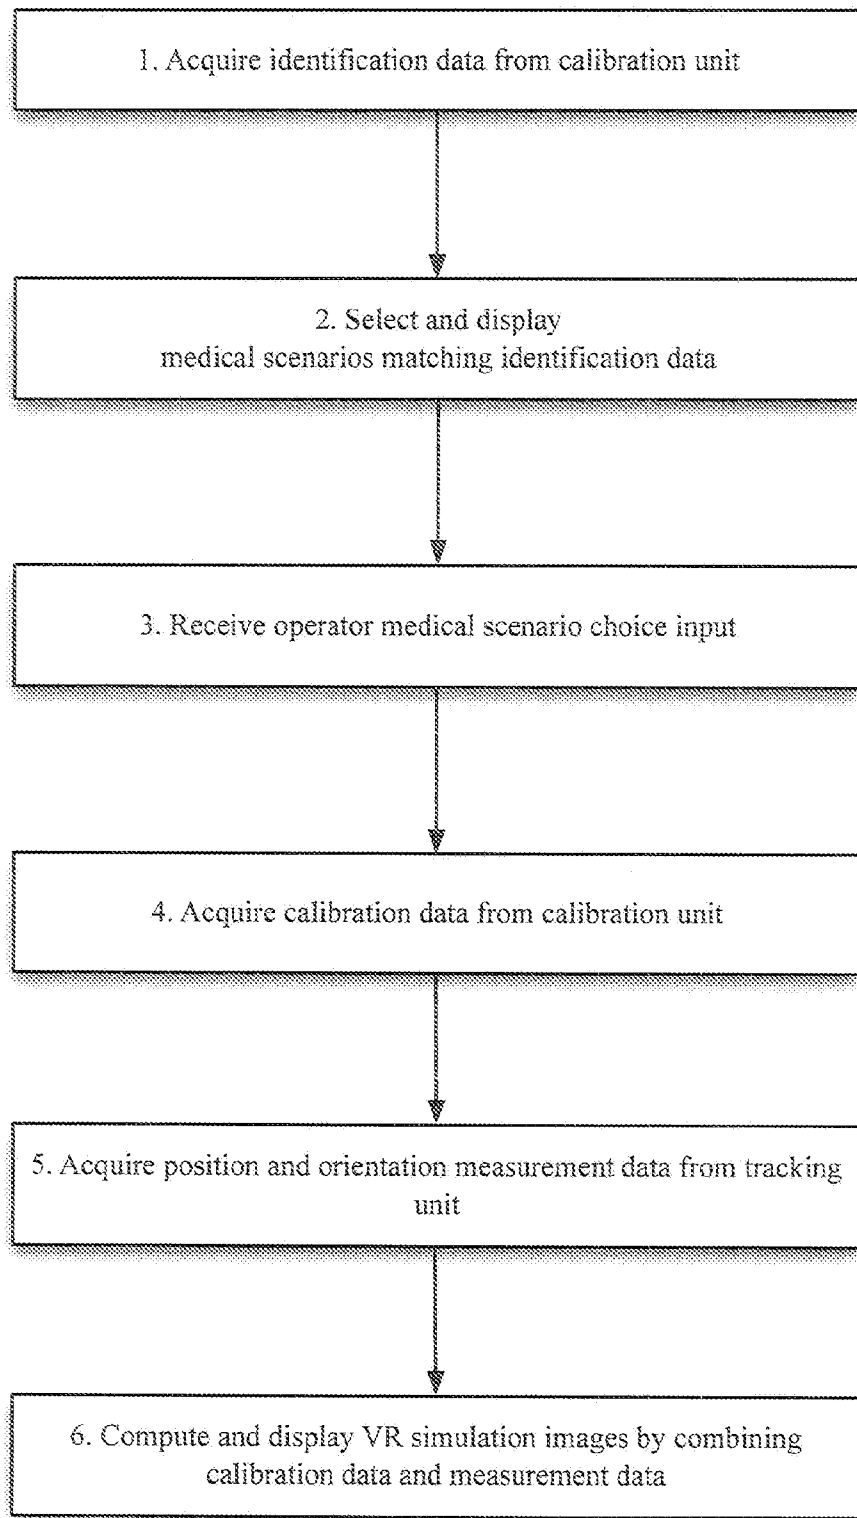 1. Acquire identification data from calibration unit
2. Select and display
medical scenarios matching identification data
3. Receive operator medical scenario choice input
4. Acquire calibration data from calibration unit
5. Acquire position and orientation measurement data from tracking
unit
6. Compute and display VR simulation images by combining
calibration data and measurement data